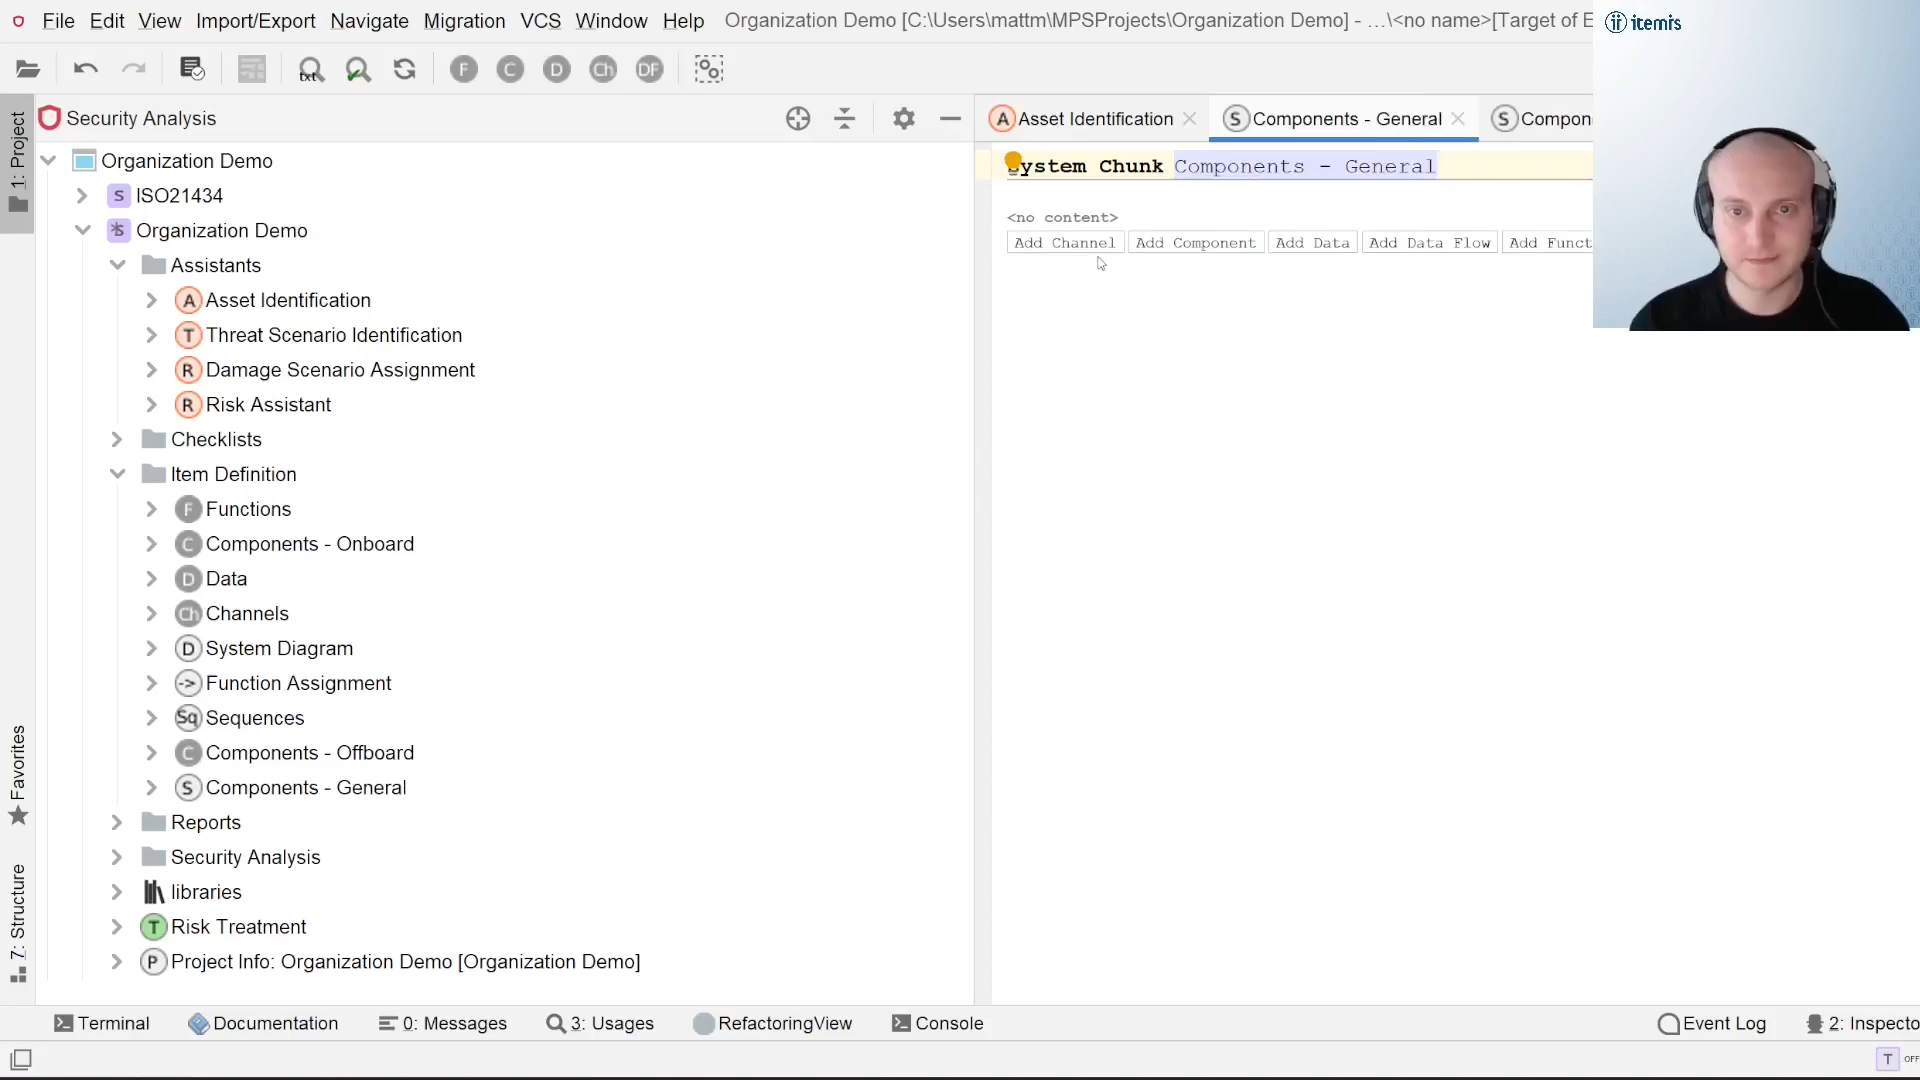 File Edit View Import/Export Navigate Migration VCS Window Help Organization Demo [C:\Users\mattm\MPSProjects\Organization Demo] - ...\<no name>[Target of E
itemis
txt F C D Ch DF
1: Project
Security Analysis
A Asset Identification
S Components - General
S Compon
Organization Demo
S ISO21434
S Organization Demo
Assistants
A Asset Identification
T Threat Scenario Identification
R Damage Scenario Assignment
R Risk Assistant
Checklists
Item Definition
F Functions
C Components - Onboard
D Data
Ch Channels
D System Diagram
-> Function Assignment
Sq Sequences
C Components - Offboard
S Components - General
Reports
Security Analysis
libraries
T Risk Treatment
P Project Info: Organization Demo [Organization Demo]
System Chunk Components - General
<no content>
Add Channel Add Component Add Data Add Data Flow Add Funct
Favorites
7: Structure
Terminal Documentation 0: Messages 3: Usages RefactoringView Console Event Log 2: Inspecto
T OFF